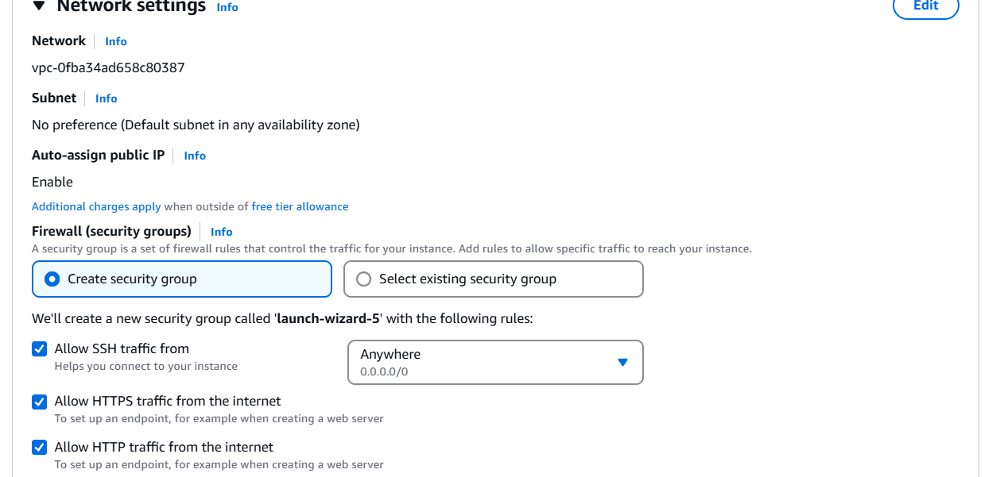 Network settings Info
Edit
Network Info
vpc-0fba34ad658c80387
Subnet Info
No preference (Default subnet in any availability zone)
Auto-assign public IP Info
Enable
Additional charges apply when outside of free tier allowance
Firewall (security groups) Info
A security group is a set of firewall rules that control the traffic for your instance. Add rules to allow specific traffic to reach your instance.
Create security group
Select existing security group
We'll create a new security group called 'launch-wizard-5' with the following rules:
Allow SSH traffic from
Helps you connect to your instance
Anywhere
0.0.0.0/0
Allow HTTPS traffic from the internet
To set up an endpoint, for example when creating a web server
Allow HTTP traffic from the internet
To set up an endpoint, for example when creating a web server